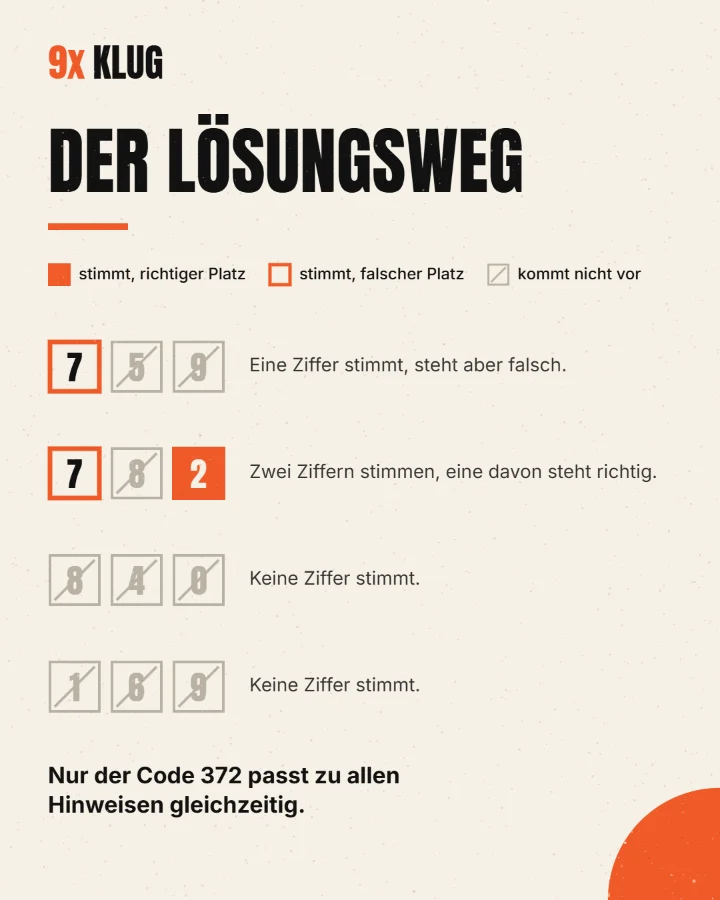 9x KLUG
DER LÖSUNGSWEG
stimmt, richtiger Platz stimmt, falscher Platz kommt nicht vor
7 5 9 Eine Ziffer stimmt, steht aber falsch.
7 8 2 Zwei Ziffern stimmen, eine davon steht richtig.
8 4 0 Keine Ziffer stimmt.
1 6 9 Keine Ziffer stimmt.
Nur der Code 372 passt zu allen
Hinweisen gleichzeitig.